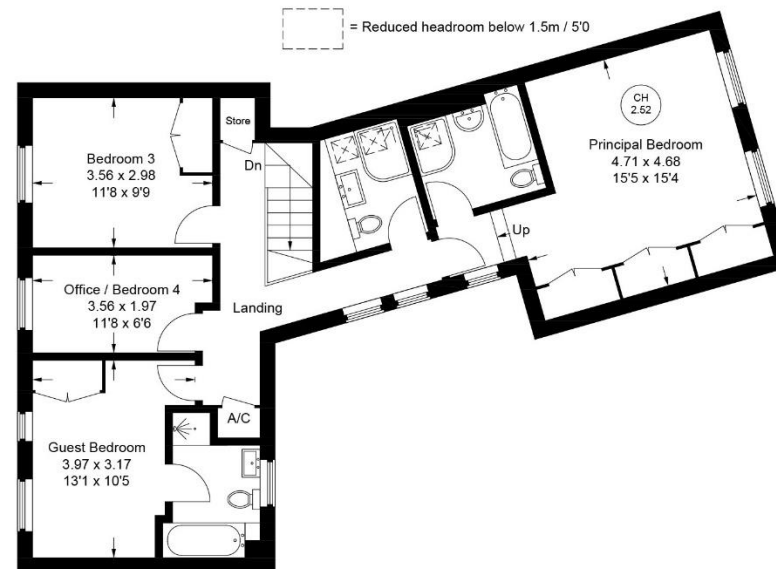 = Reduced headroom below 1.5m / 5'0
Store
Bedroom 3
3.56 x 2.98
11'8 x 9'9
Dn
CH
2.52
Principal Bedroom
4.71 x 4.68
15'5 x 15'4
Up
Office / Bedroom 4
3.56 x 1.97
11'8 x 6'6
Landing
A/C
Guest Bedroom
3.97 x 3.17
13'1 x 10'5